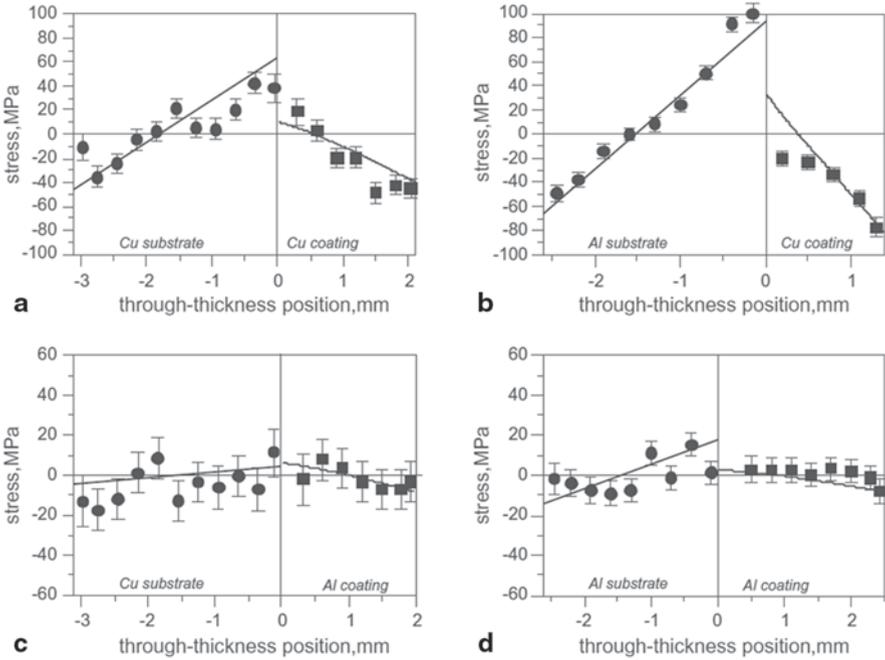 100
80
60
40
20
0
-20
-40
-60
-80
-100
stress,MPa
Cu substrate
Cu coating
-3
-2
-1
0
1
2
through-thickness position,mm
a
100
80
60
40
20
0
-20
-40
-60
-80
-100
stress,MPa
Al substrate
Cu coating
-2
-1
0
1
through-thickness position,mm
b
60
40
20
0
-20
-40
-60
stress,MPa
Cu substrate
Al coating
-3
-2
-1
0
1
2
through-thickness position,mm
c
60
40
20
0
-20
-40
-60
stress,MPa
Al substrate
Al coating
-2
-1
0
1
2
through-thickness position,mm
d